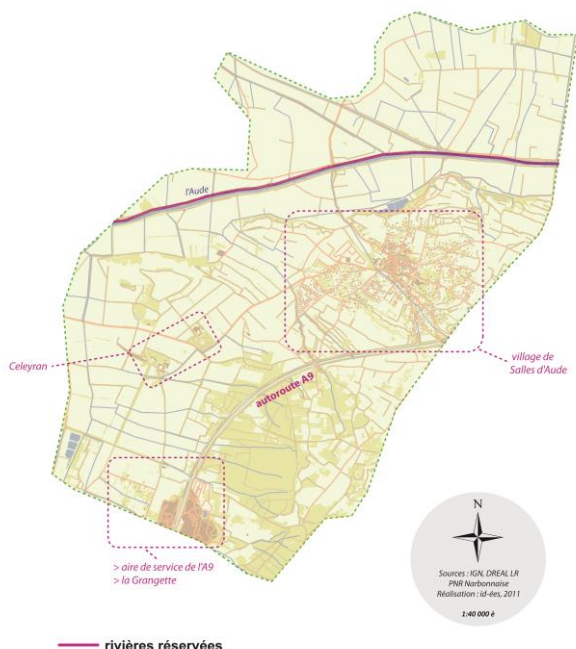 l'Aude
Celeyran
autoroute A9
village de
Salles d'Aude
> aire de service de l'A9
> la Grangette
N
Sources : IGN, DREAL LR
PNR Narbonnaise
Réalisation : id-ées, 2011
1:40 000 è
rivières réservées